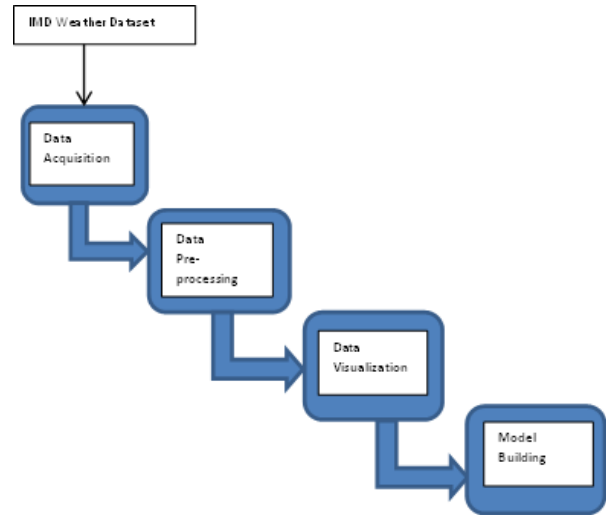 IMD Weather Dataset
Data
Acquisition
Data
Pre-
processing
Data
Visualization
Model
Building